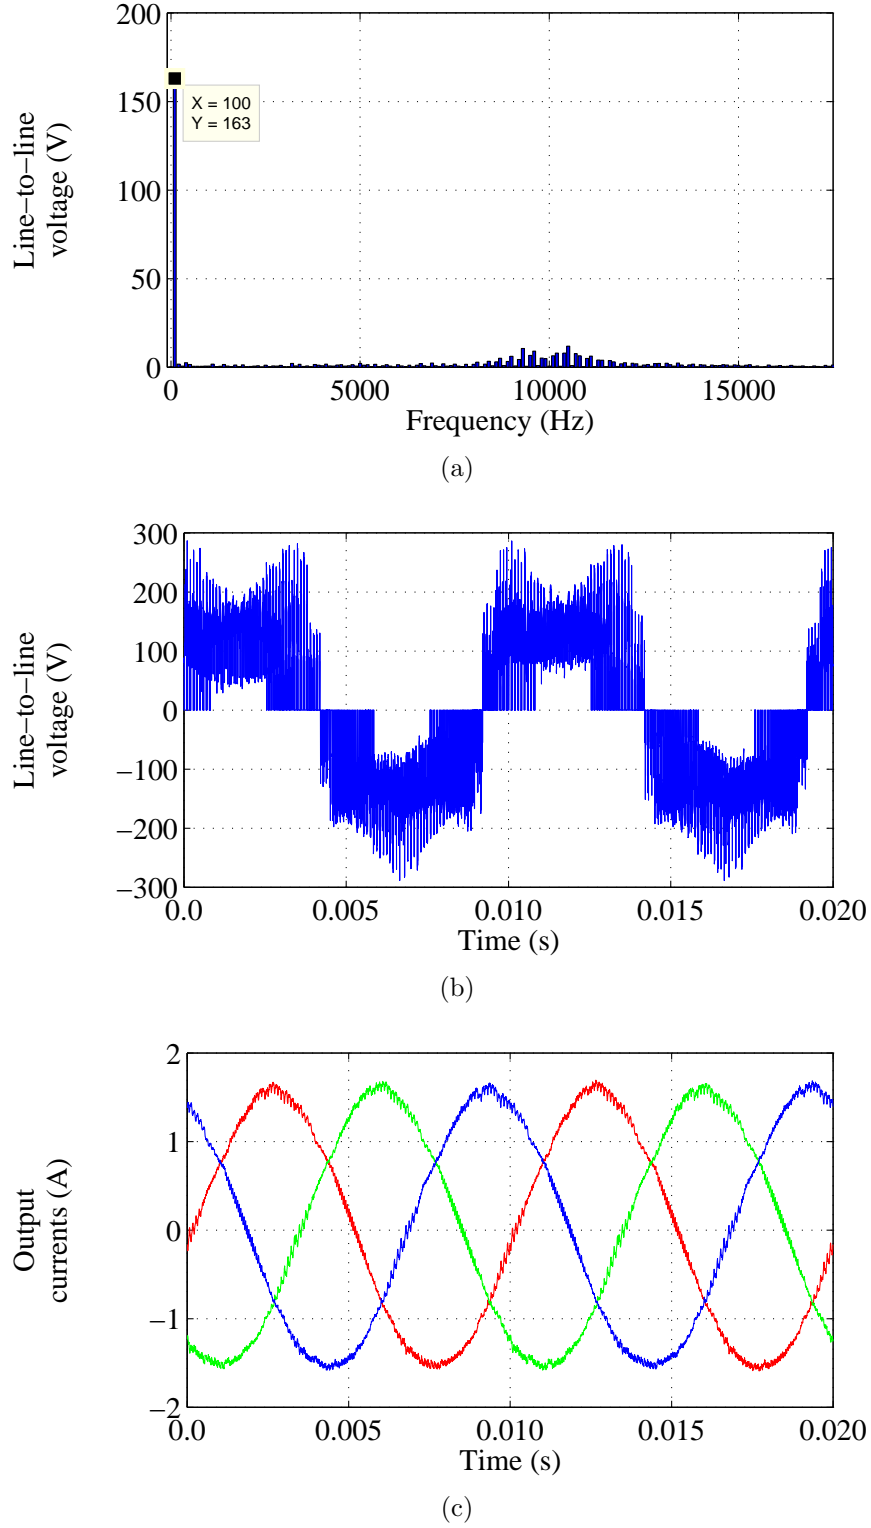 200
150
100
50
0
Line−to−line
voltage (V)
X = 100
Y = 163
0
5000
10000
15000
Frequency (Hz)
(a)
300
200
100
0
−100
−200
−300
Line−to−line
voltage (V)
0.0
0.005
0.010
0.015
0.020
Time (s)
(b)
2
1
0
−1
−2
Output
currents (A)
0.0
0.005
0.010
0.015
0.020
Time (s)
(c)